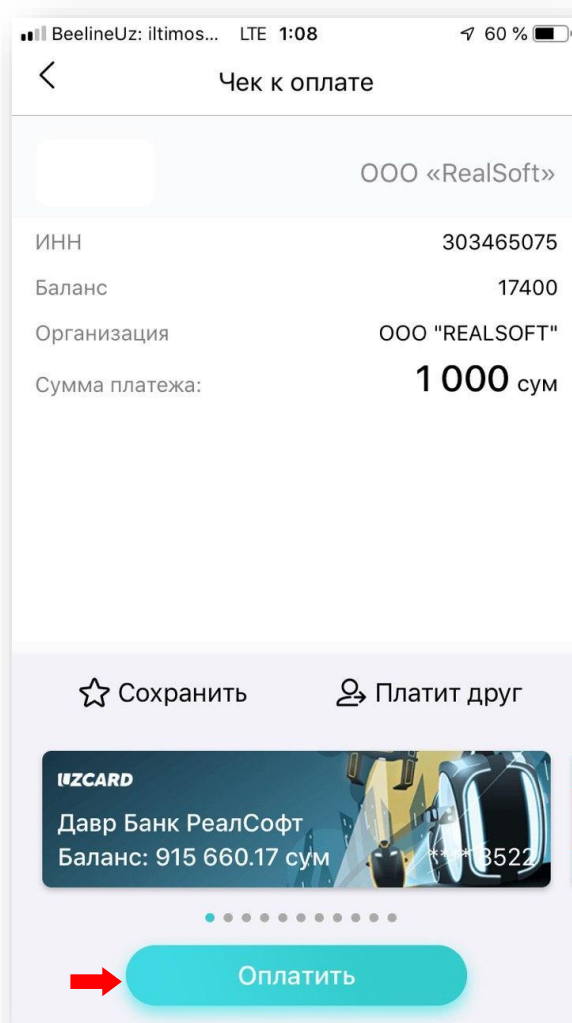 BeelineUz: iltimos... LTE 1:08 60 %
Чек к оплате
ООО «RealSoft»
ИНН 303465075
Баланс 17400
Организация ООО "REALSOFT"
Сумма платежа: 1 000 сум
Сохранить Платит друг
UZCARD
Давр Банк РеалСофт
Баланс: 915 660.17 сум **** 3522
Оплатить